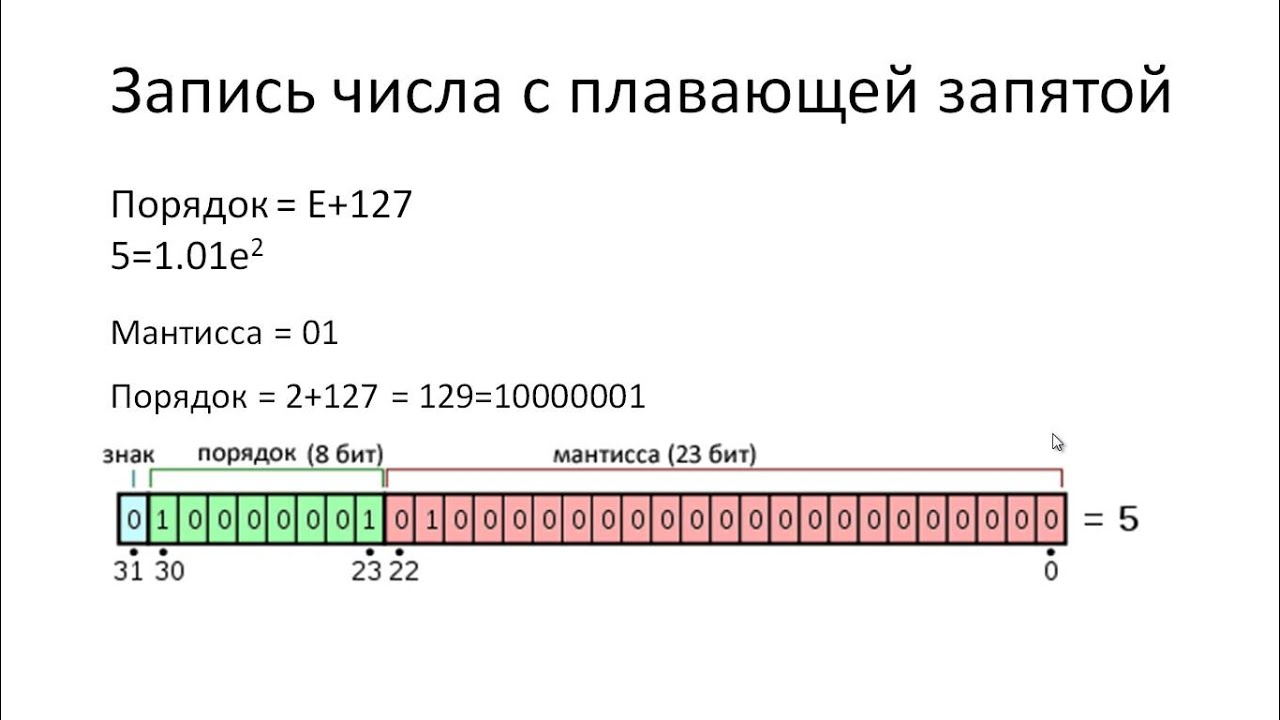 Запись числа с плавающей запятой
Порядок = E+127
5=1.01e²
Мантисса = 01
Порядок = 2+127 = 129=10000001
знак порядок (8 бит) мантисса (23 бит)
0 1 0 0 0 0 0 0 1 0 1 0 0 0 0 0 0 0 0 0 0 0 0 0 0 0 0 0 0 0 0 0 = 5
31 30 23 22 0